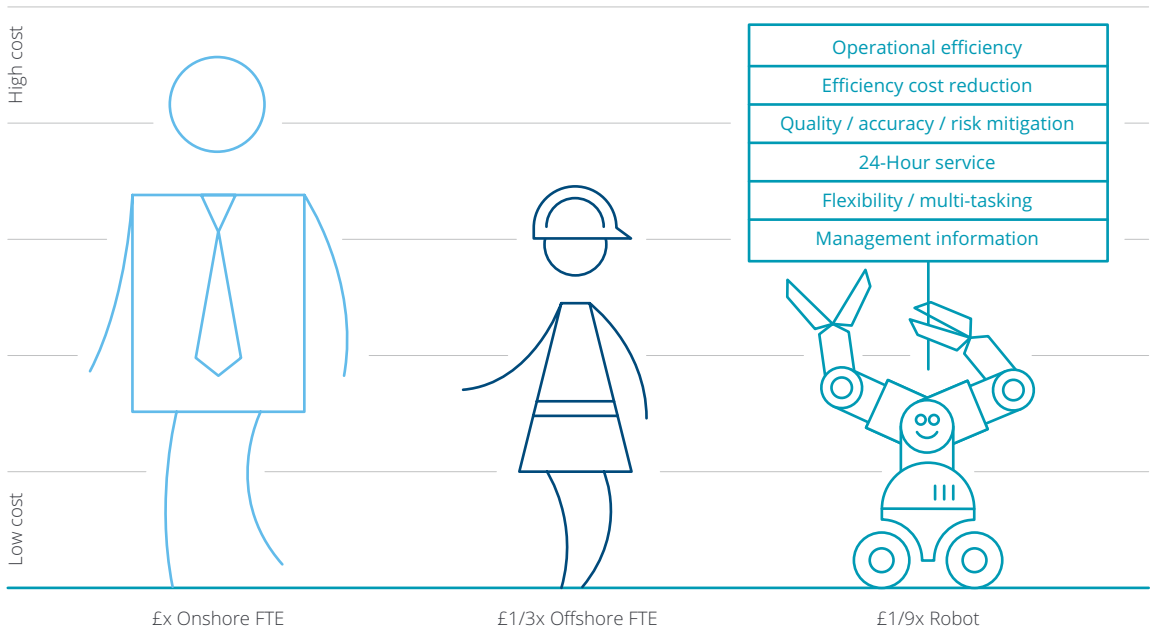 High cost
Operational efficiency
Efficiency cost reduction
Quality / accuracy / risk mitigation
24-Hour service
Flexibility / multi-tasking
Management information
Low cost
£x Onshore FTE
£1/3x Offshore FTE
£1/9x Robot